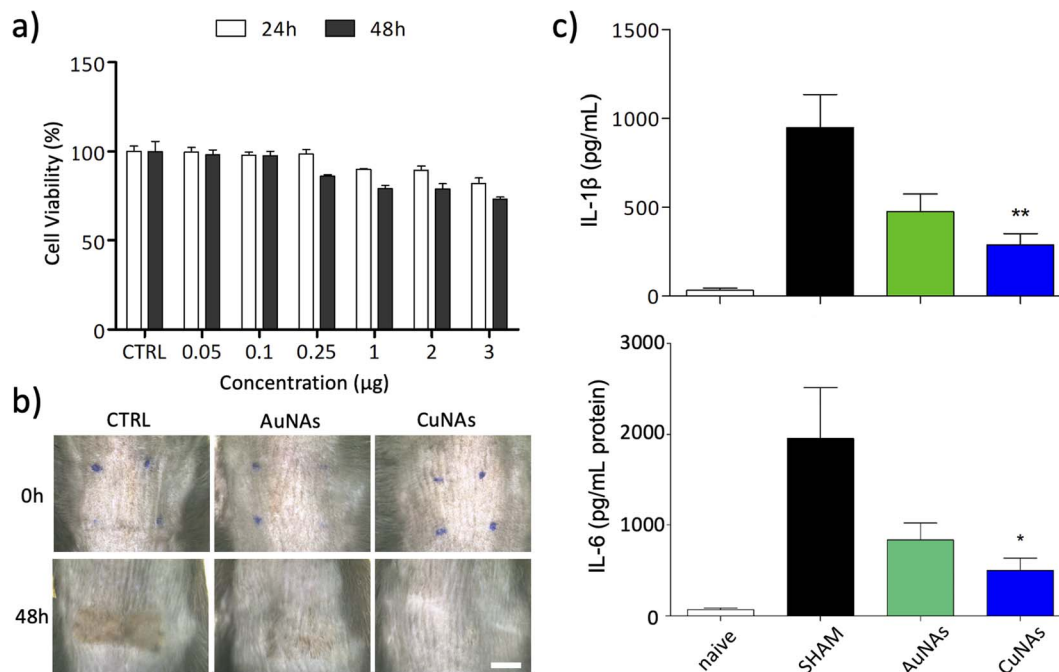 a)
24h 48h
Cell Viability (%)
150
100
50
0
CTRL 0.05 0.1 0.25 1 2 3
Concentration (µg)
b)
CTRL AuNAs CuNAs
0h
48h
c)
IL-1β (pg/mL)
1500
1000
500
0
**
IL-6 (pg/mL protein)
3000
2000
1000
0
*
naive SHAM AuNAs CuNAs